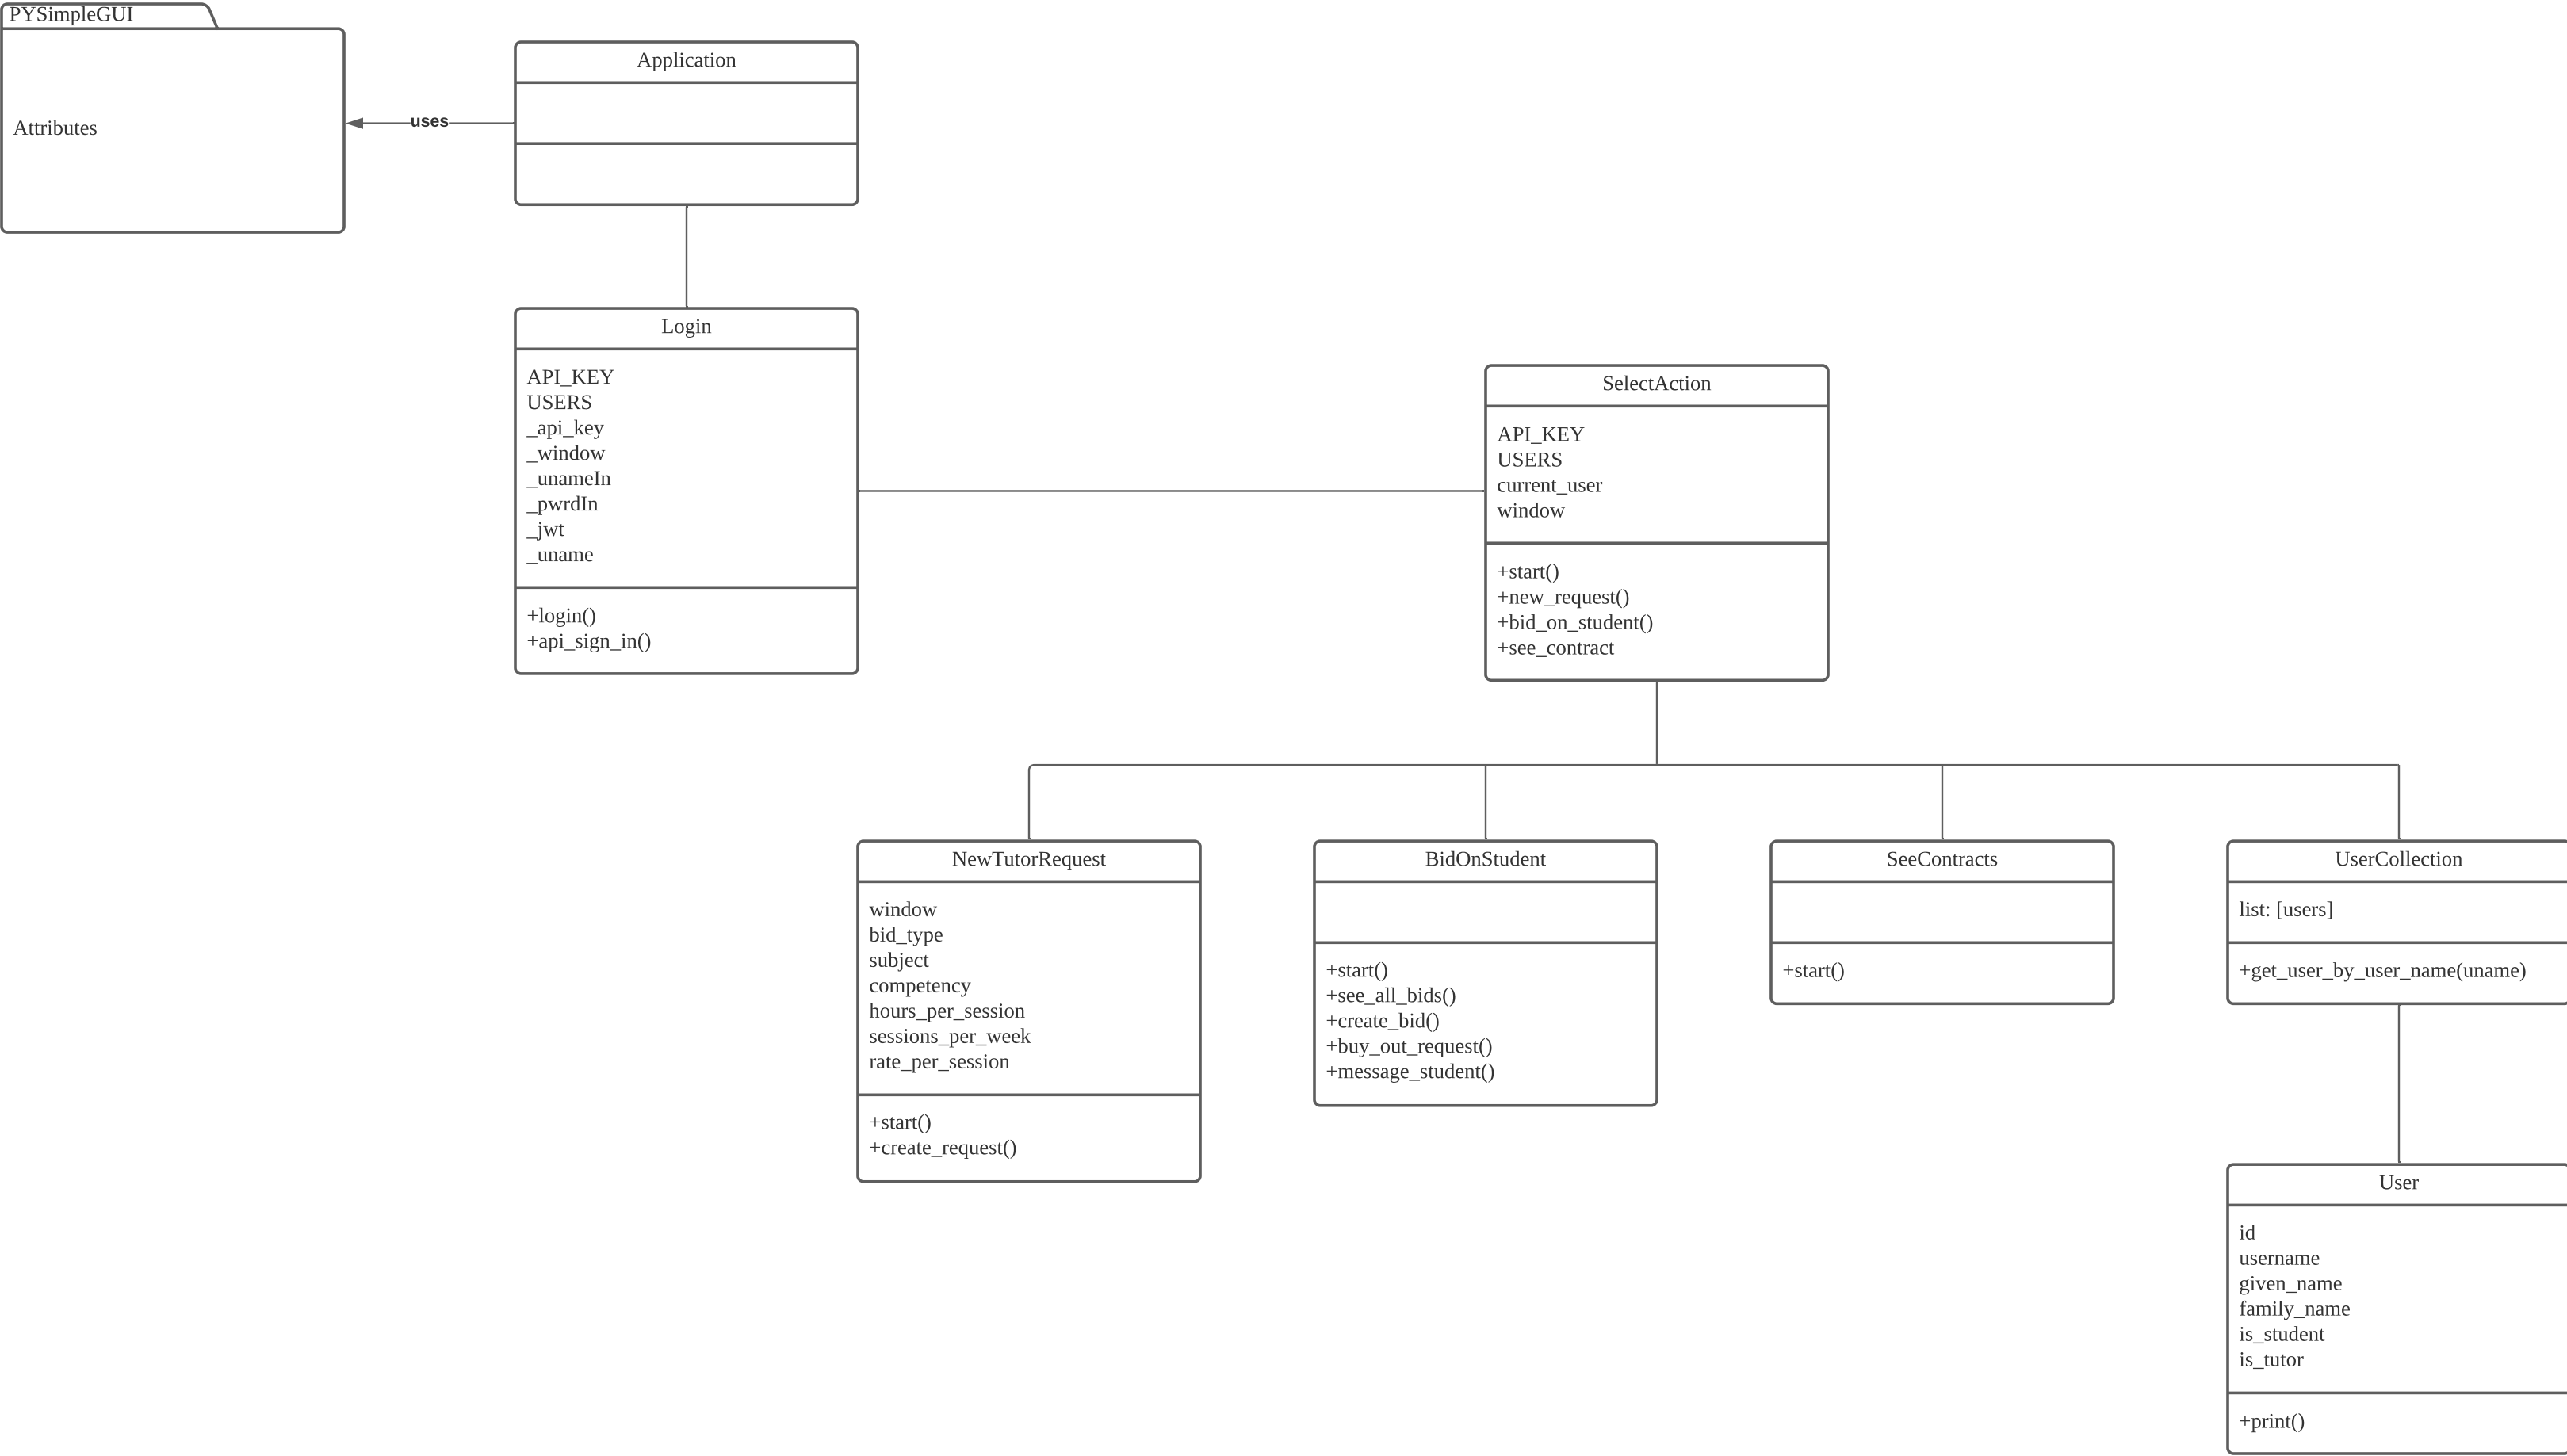 PYSimpleGUI
Attributes
uses
Application
Login
API_KEY
USERS
_api_key
_window
_unameIn
_pwrdIn
_jwt
_uname
+login()
+api_sign_in()
SelectAction
API_KEY
USERS
current_user
window
+start()
+new_request()
+bid_on_student()
+see_contract
NewTutorRequest
window
bid_type
subject
competency
hours_per_session
sessions_per_week
rate_per_session
+start()
+create_request()
BidOnStudent
+start()
+see_all_bids()
+create_bid()
+buy_out_request()
+message_student()
SeeContracts
+start()
UserCollection
list: [users]
+get_user_by_user_name(uname)
User
id
username
given_name
family_name
is_student
is_tutor
+print()